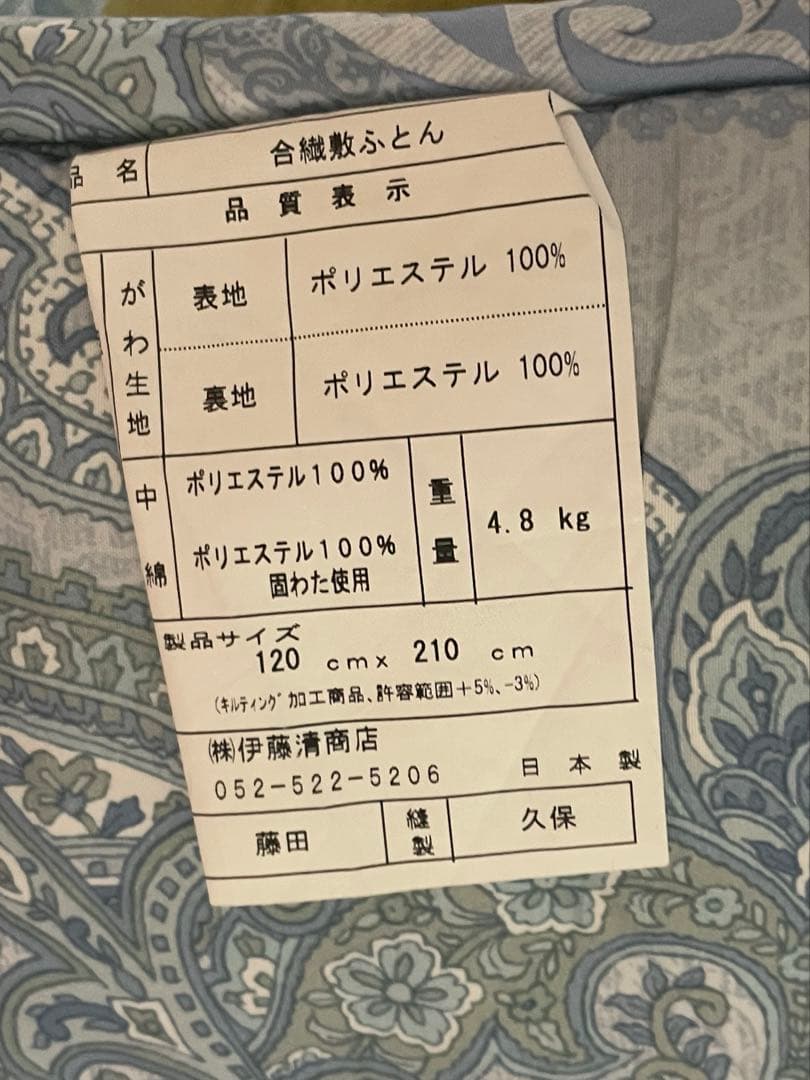 品 名 合繊敷ふとん
品質表示
がわ生地 表地 ポリエステル 100%
裏地 ポリエステル 100%
中綿 ポリエステル100%
ポリエステル100%
固わた使用
重量 4.8 kg
製品サイズ
120 cm× 210 cm
(キルティング加工商品、許容範囲+5%、-3%)
㈱伊藤清商店
052-522-5206 日本製
藤田 縫製 久保